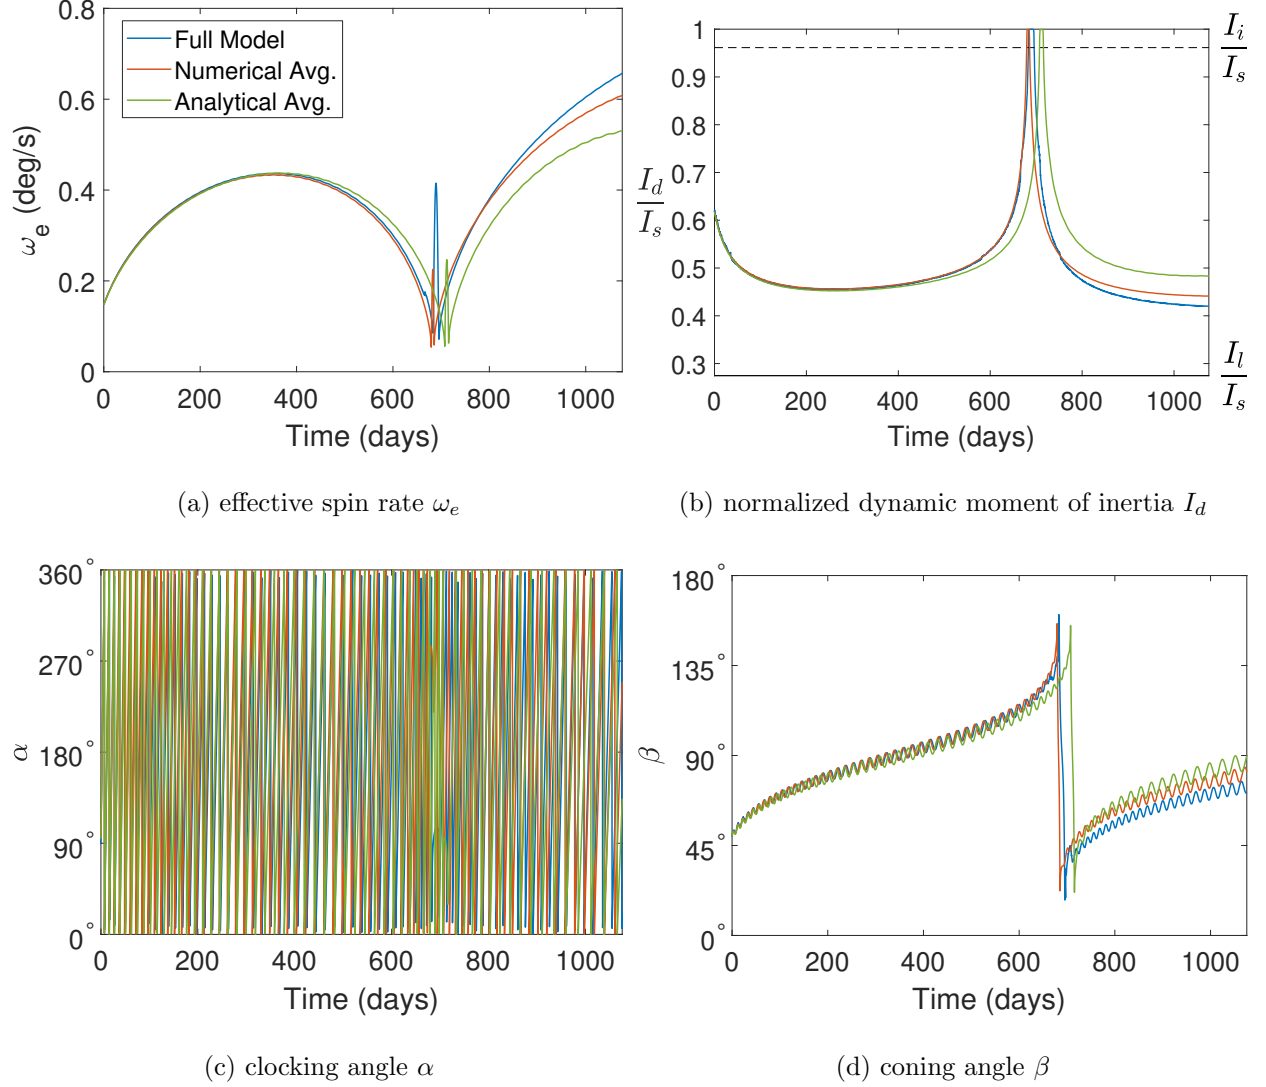 0.8
0.6
0.4
0.2
0
ω_e (deg/s)
Full Model
Numerical Avg.
Analytical Avg.
0 200 400 600 800 1000
Time (days)
(a) effective spin rate ω_e
1
0.9
0.8
0.7
0.6
0.5
0.4
0.3
I_d
I_s
I_i
I_s
I_l
I_s
0 200 400 600 800 1000
Time (days)
(b) normalized dynamic moment of inertia I_d
360°
270°
180°
90°
0°
α
0 200 400 600 800 1000
Time (days)
(c) clocking angle α
180°
135°
90°
45°
0°
β
0 200 400 600 800 1000
Time (days)
(d) coning angle β